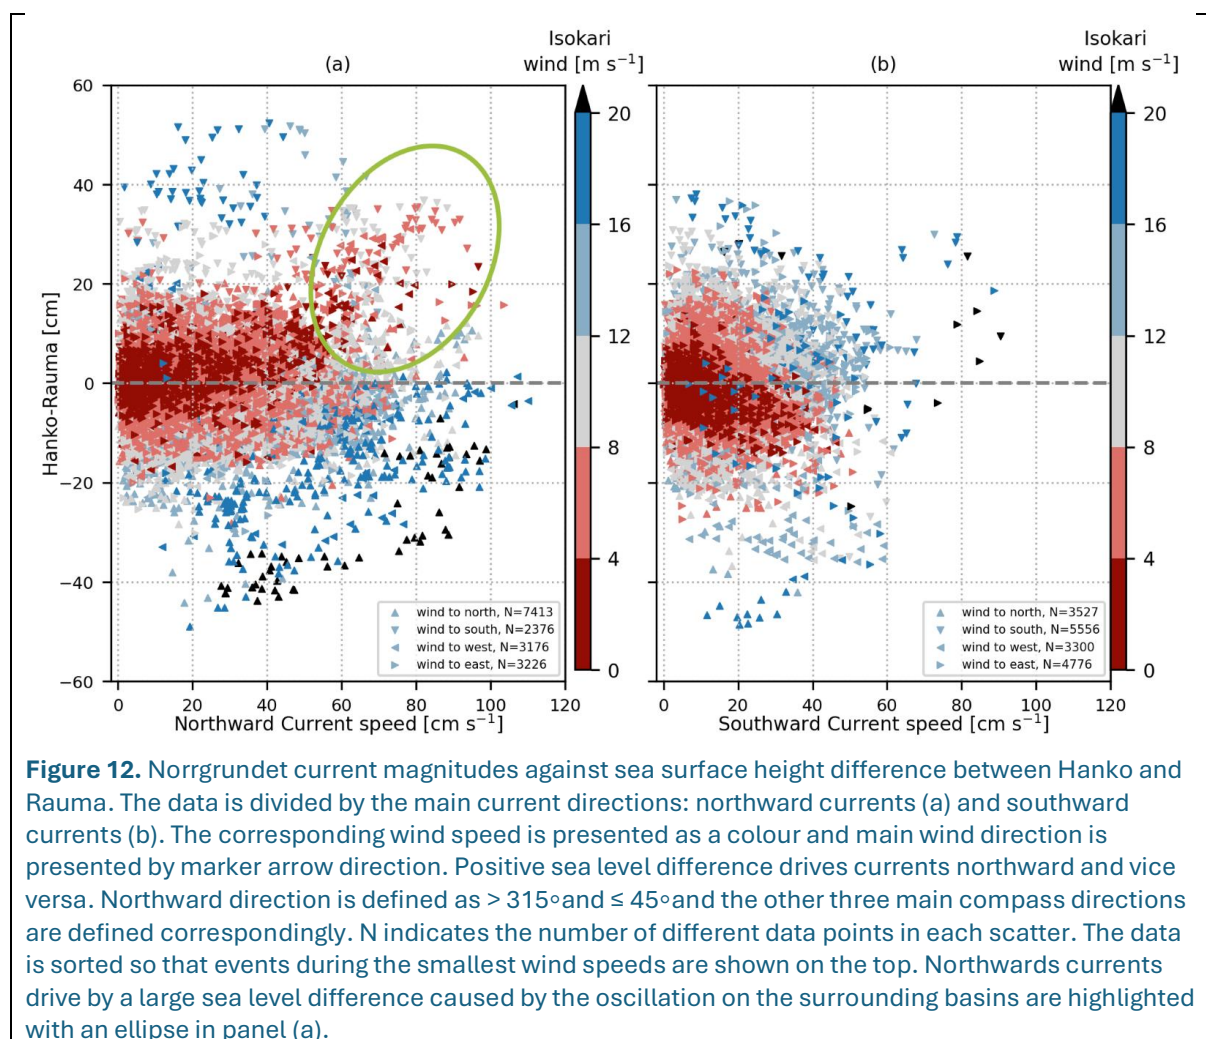 Isokari
wind [m s⁻¹]
(a)
Isokari
wind [m s⁻¹]
(b)
Hanko-Rauma [cm]
60
40
20
0
−20
−40
−60
0 20 40 60 80 100 120
Northward Current speed [cm s⁻¹]
wind to north, N=7413
wind to south, N=2376
wind to west, N=3176
wind to east, N=3226
20
16
12
8
4
0
0 20 40 60 80 100 120
Southward Current speed [cm s⁻¹]
wind to north, N=3527
wind to south, N=5556
wind to west, N=3300
wind to east, N=4776
20
16
12
8
4
0
Figure 12. Norrgrundet current magnitudes against sea surface height difference between Hanko and
Rauma. The data is divided by the main current directions: northward currents (a) and southward
currents (b). The corresponding wind speed is presented as a colour and main wind direction is
presented by marker arrow direction. Positive sea level difference drives currents northward and vice
versa. Northward direction is defined as > 315∘and ≤ 45∘and the other three main compass directions
are defined correspondingly. N indicates the number of different data points in each scatter. The data
is sorted so that events during the smallest wind speeds are shown on the top. Northwards currents
drive by a large sea level difference caused by the oscillation on the surrounding basins are highlighted
with an ellipse in panel (a).